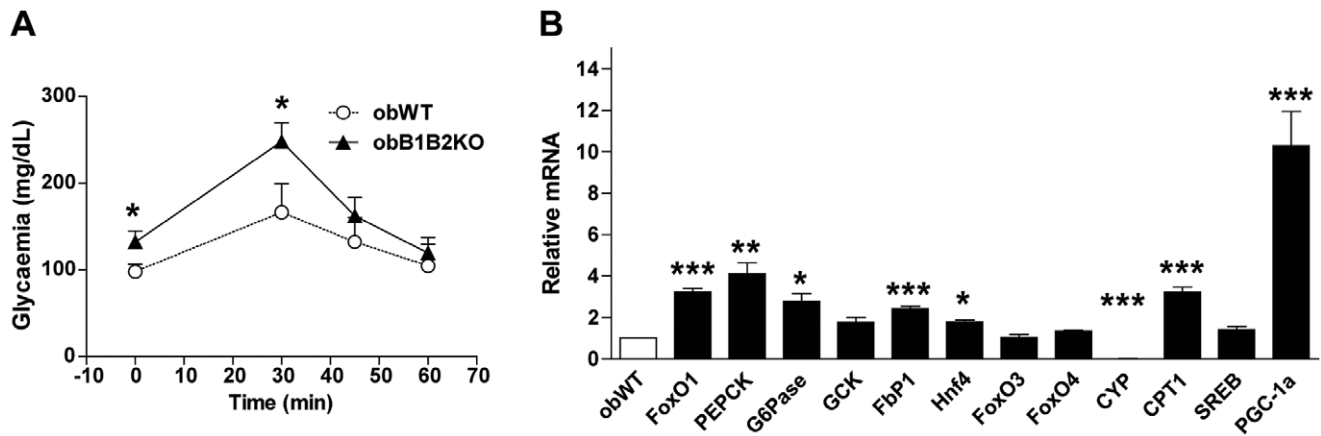 A
Glycaemia (mg/dL)
300
200
100
0
-10 0 10 20 30 40 50 60 70
Time (min)
* *
obWT
obB1B2KO
B
Relative mRNA
14
12
10
8
6
4
2
0
*** ** * *** * *** *** ***
obWT FoxO1 PEPCK G6Pase GCK FbP1 Hnf4 FoxO3 FoxO4 CYP CPT1 SREB PGC-1a